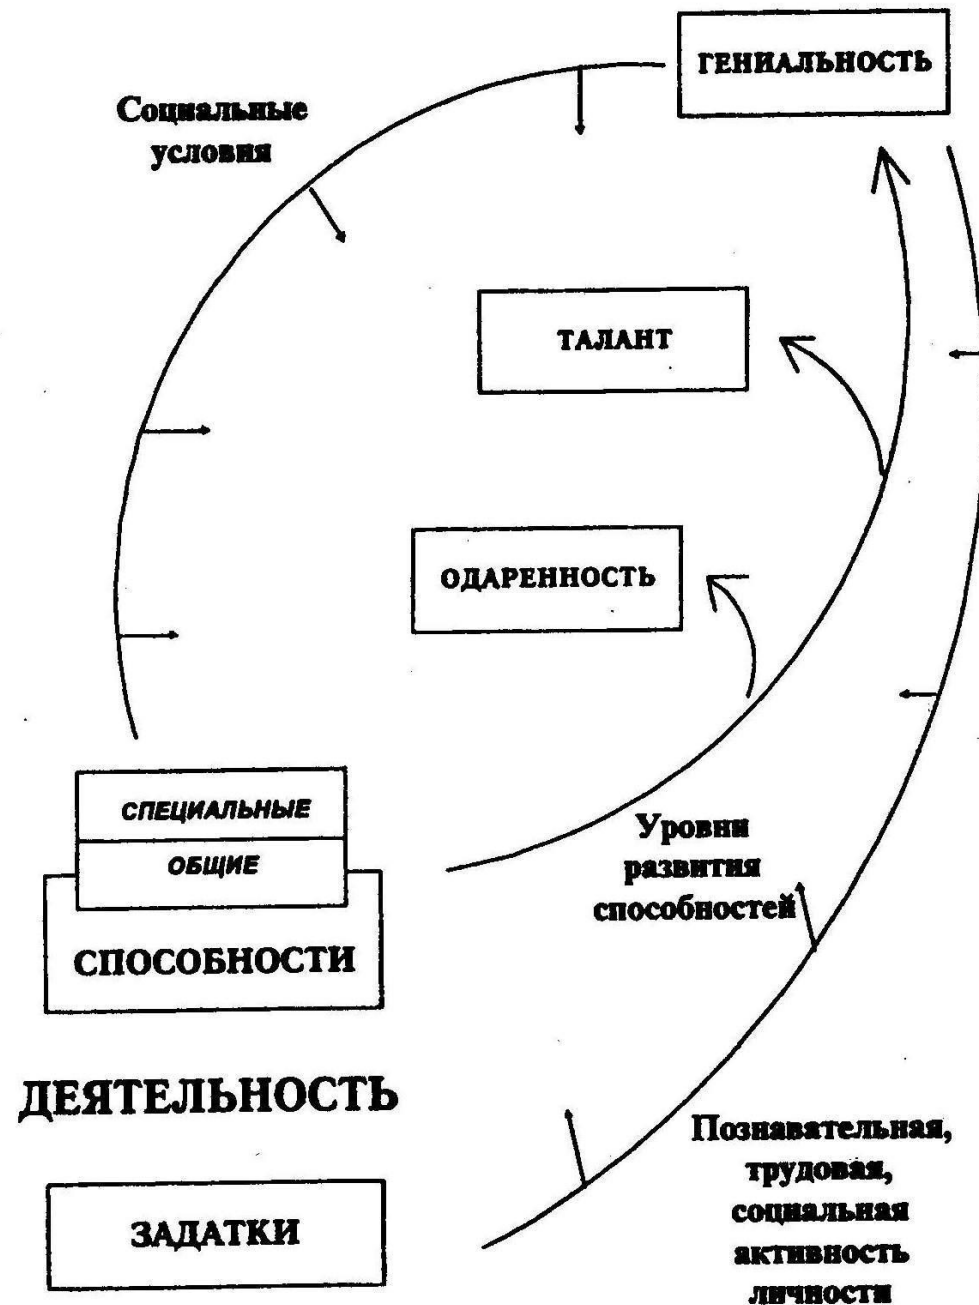 ГЕНИАЛЬНОСТЬ
Социальные
условия
ТАЛАНТ
ОДАРЕННОСТЬ
СПЕЦИАЛЬНЫЕ
ОБЩИЕ
СПОСОБНОСТИ
Уровни
развития
способностей
ДЕЯТЕЛЬНОСТЬ
ЗАДАТКИ
Познавательная,
трудовая,
социальная
активность
личности